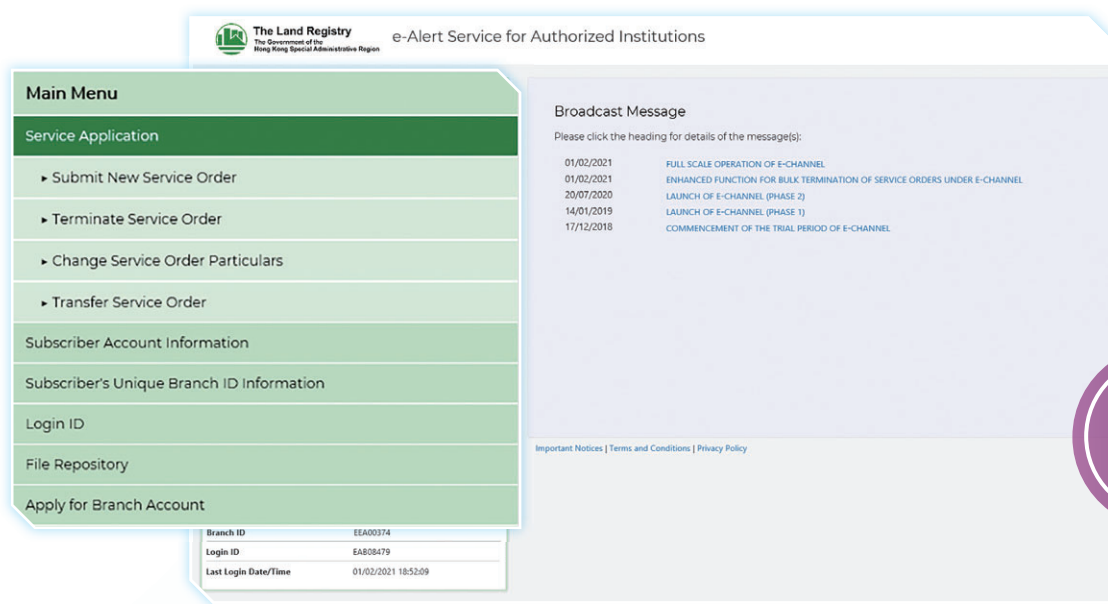 The Land Registry
The Government of the
Hong Kong Special Administrative Region
e-Alert Service for Authorized Institutions
Main Menu
Service Application
▸ Submit New Service Order
▸ Terminate Service Order
▸ Change Service Order Particulars
▸ Transfer Service Order
Subscriber Account Information
Subscriber's Unique Branch ID Information
Login ID
File Repository
Apply for Branch Account
Branch ID EEA00374
Login ID EAB08479
Last Login Date/Time 01/02/2021 18:52:09
Broadcast Message
Please click the heading for details of the message(s):
01/02/2021 FULL SCALE OPERATION OF E-CHANNEL
01/02/2021 ENHANCED FUNCTION FOR BULK TERMINATION OF SERVICE ORDERS UNDER E-CHANNEL
20/07/2020 LAUNCH OF E-CHANNEL (PHASE 2)
14/01/2019 LAUNCH OF E-CHANNEL (PHASE 1)
17/12/2018 COMMENCEMENT OF THE TRIAL PERIOD OF E-CHANNEL
Important Notices | Terms and Conditions | Privacy Policy